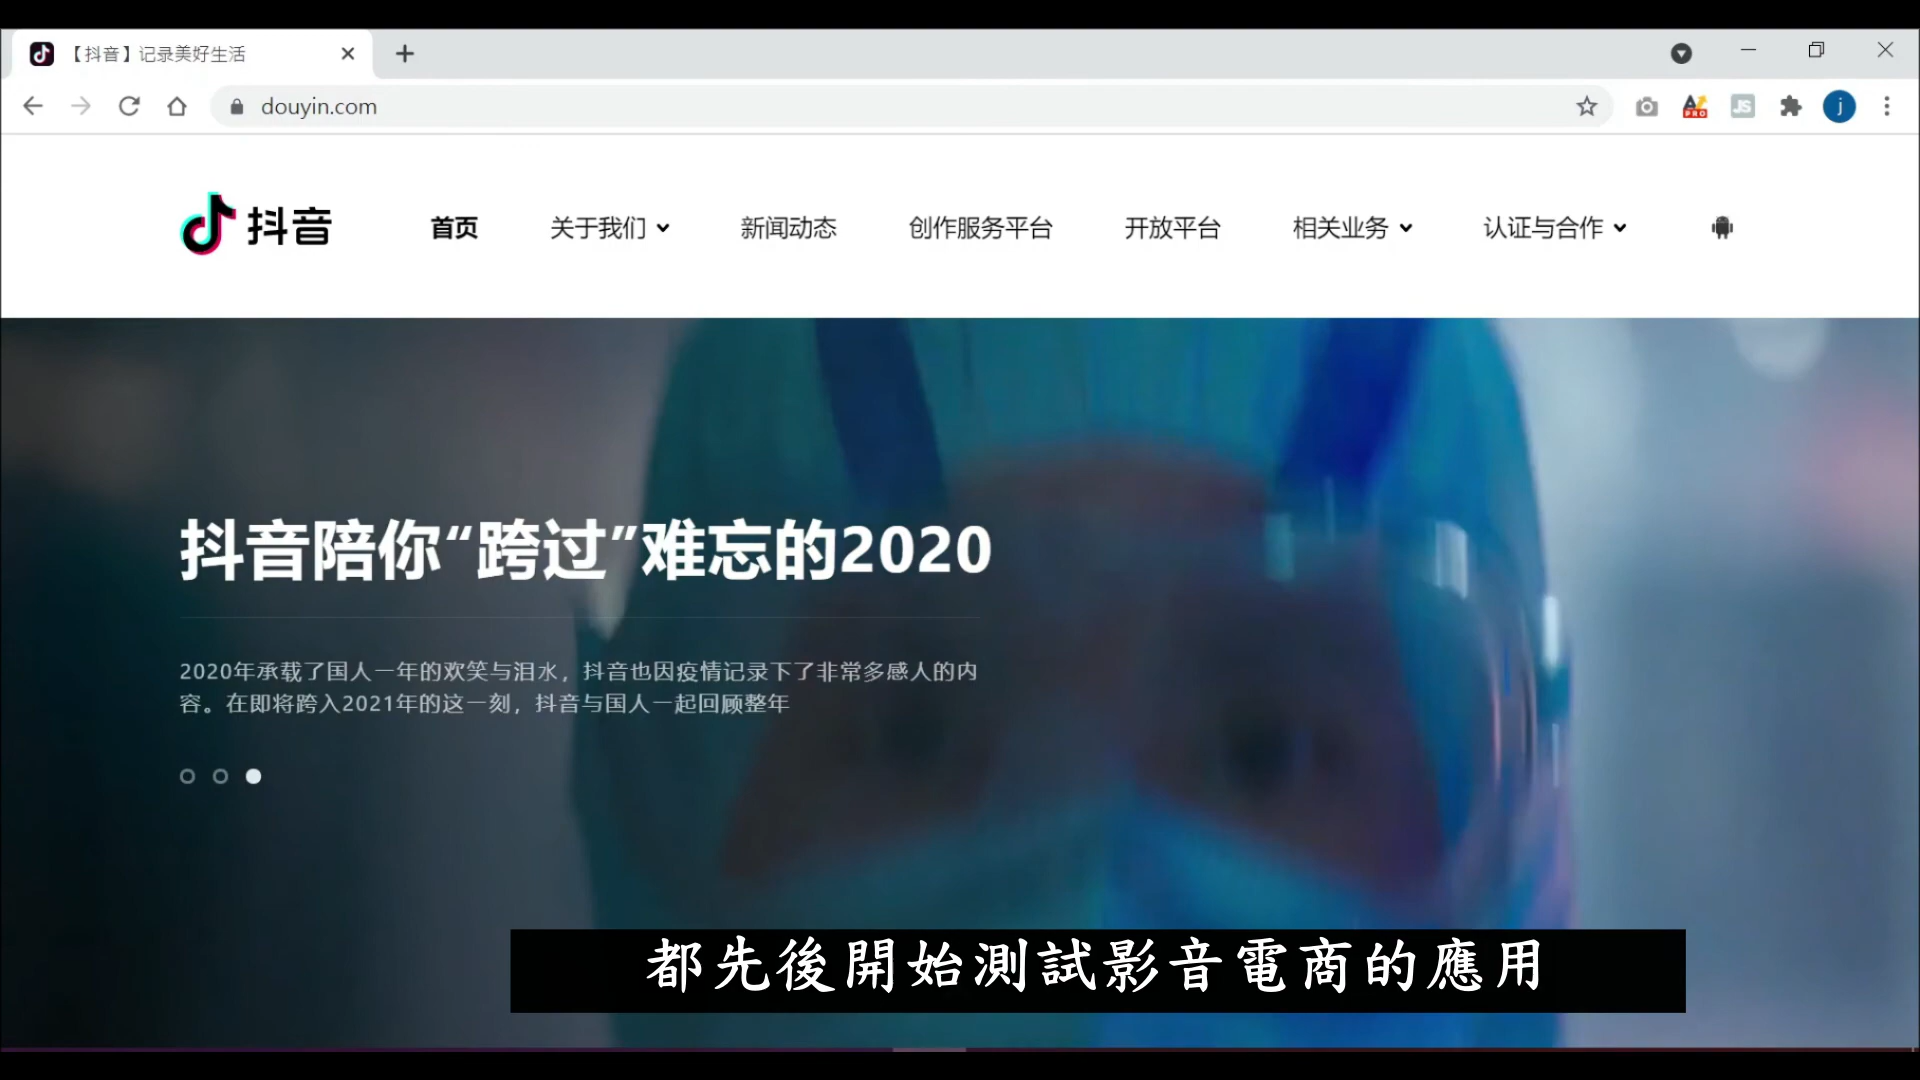 【抖音】记录美好生活
douyin.com
PRO
JS
j
抖音
首页
关于我们
新闻动态
创作服务平台
开放平台
相关业务
认证与合作
抖音陪你“跨过”难忘的2020
2020年承载了国人一年的欢笑与泪水，抖音也因疫情记录下了非常多感人的内
容。在即将跨入2021年的这一刻，抖音与国人一起回顾整年
都先後開始測試影音電商的應用